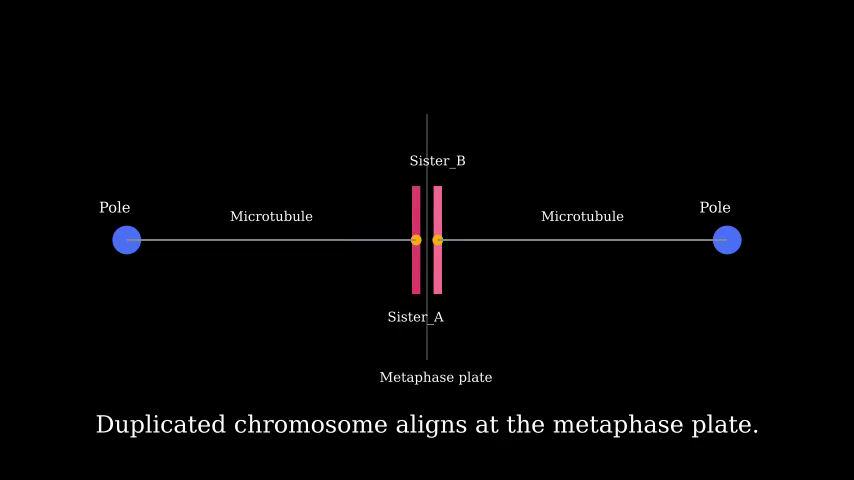 Sister_B
Pole
Pole
Microtubule
Microtubule
Sister_A
Metaphase plate
Duplicated chromosome aligns at the metaphase plate.